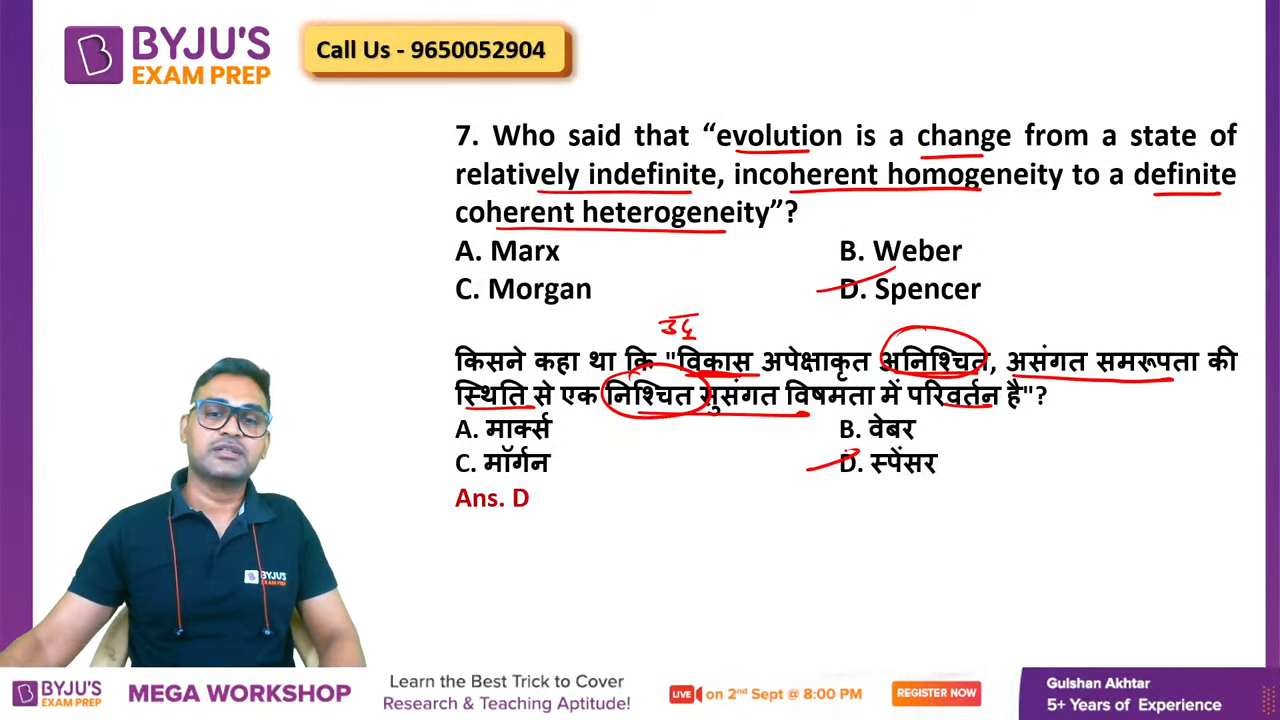 BYJU'S
EXAM PREP
Call Us - 9650052904
7. Who said that “evolution is a change from a state of
relatively indefinite, incoherent homogeneity to a definite
coherent heterogeneity”?
A. Marx B. Weber
C. Morgan D. Spencer
किसने कहा था कि "विकास अपेक्षाकृत अनिश्चित, असंगत समरूपता की
स्थिति से एक निश्चित सुसंगत विषमता में परिवर्तन है"?
A. मार्क्स B. वेबर
C. मॉर्गन D. स्पेंसर
Ans. D
BYJU'S
BYJU'S
EXAM PREP
MEGA WORKSHOP
Learn the Best Trick to Cover
Research & Teaching Aptitude!
LIVE on 2nd Sept @ 8:00 PM
REGISTER NOW
Gulshan Akhtar
5+ Years of Experience